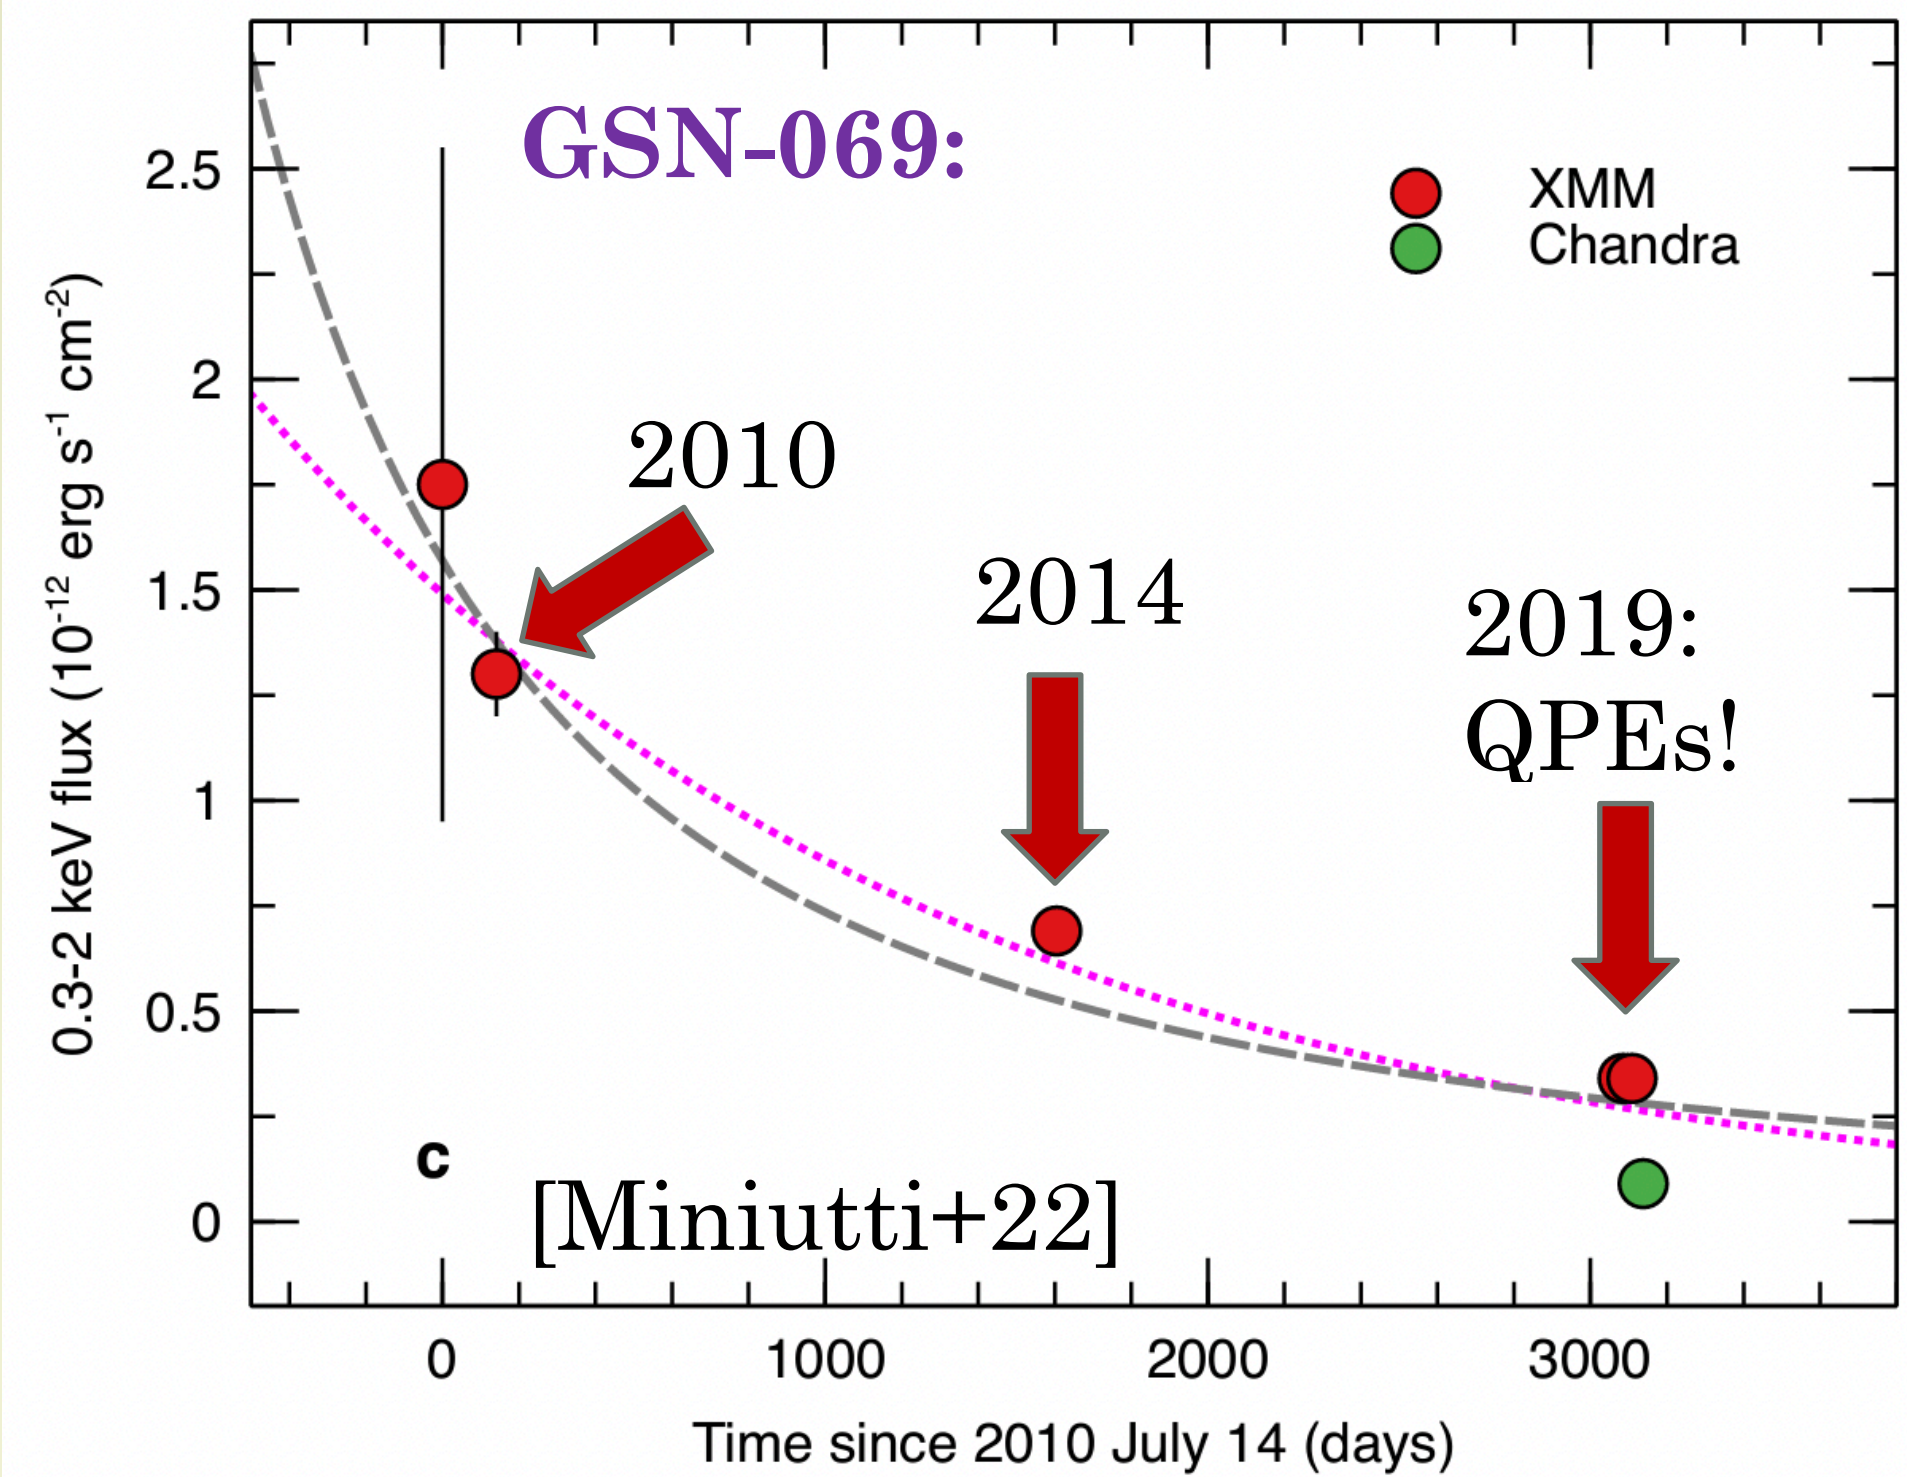 GSN-069:
XMM
Chandra
2.5
2
1.5
1
0.5
0
0.3-2 keV flux (10⁻¹² erg s⁻¹ cm⁻²)
2010
2014
2019:
QPEs!
c
[Miniutti+22]
0 1000 2000 3000
Time since 2010 July 14 (days)